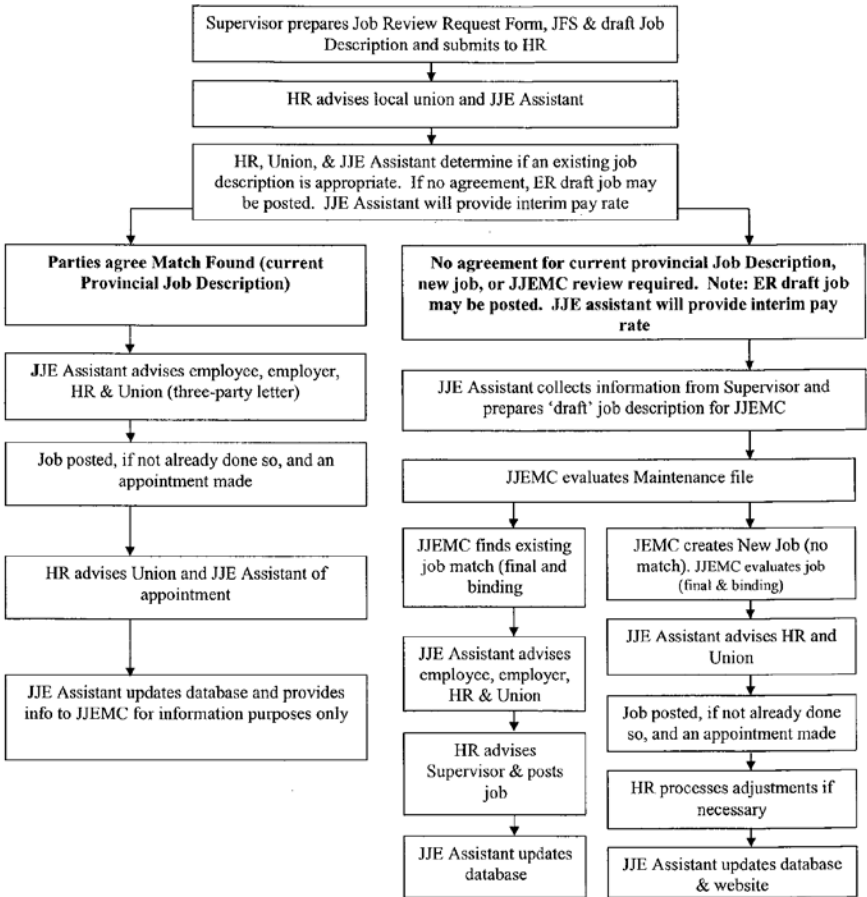 Supervisor prepares Job Review Request Form, JFS & draft Job
Description and submits to HR
HR advises local union and JJE Assistant
HR, Union, & JJE Assistant determine if an existing job
description is appropriate. If no agreement, ER draft job may
be posted. JJE Assistant will provide interim pay rate
Parties agree Match Found (current
Provincial Job Description)
JJE Assistant advises employee, employer,
HR & Union (three-party letter)
Job posted, if not already done so, and an
appointment made
HR advises Union and JJE Assistant of
appointment
JJE Assistant updates database and provides
info to JJEMC for information purposes only
No agreement for current provincial Job Description,
new job, or JJEMC review required. Note: ER draft job
may be posted. JJE assistant will provide interim pay
rate
JJE Assistant collects information from Supervisor and
prepares ‘draft’ job description for JJEMC
JJEMC evaluates Maintenance file
JJEMC finds existing
job match (final and
binding
JJE Assistant advises
employee, employer,
HR & Union
HR advises
Supervisor & posts
job
JJE Assistant updates
database
JEMC creates New Job (no
match). JJEMC evaluates job
(final & binding)
JJE Assistant advises HR and
Union
Job posted, if not already done
so, and an appointment made
HR processes adjustments if
necessary
JJE Assistant updates database
& website